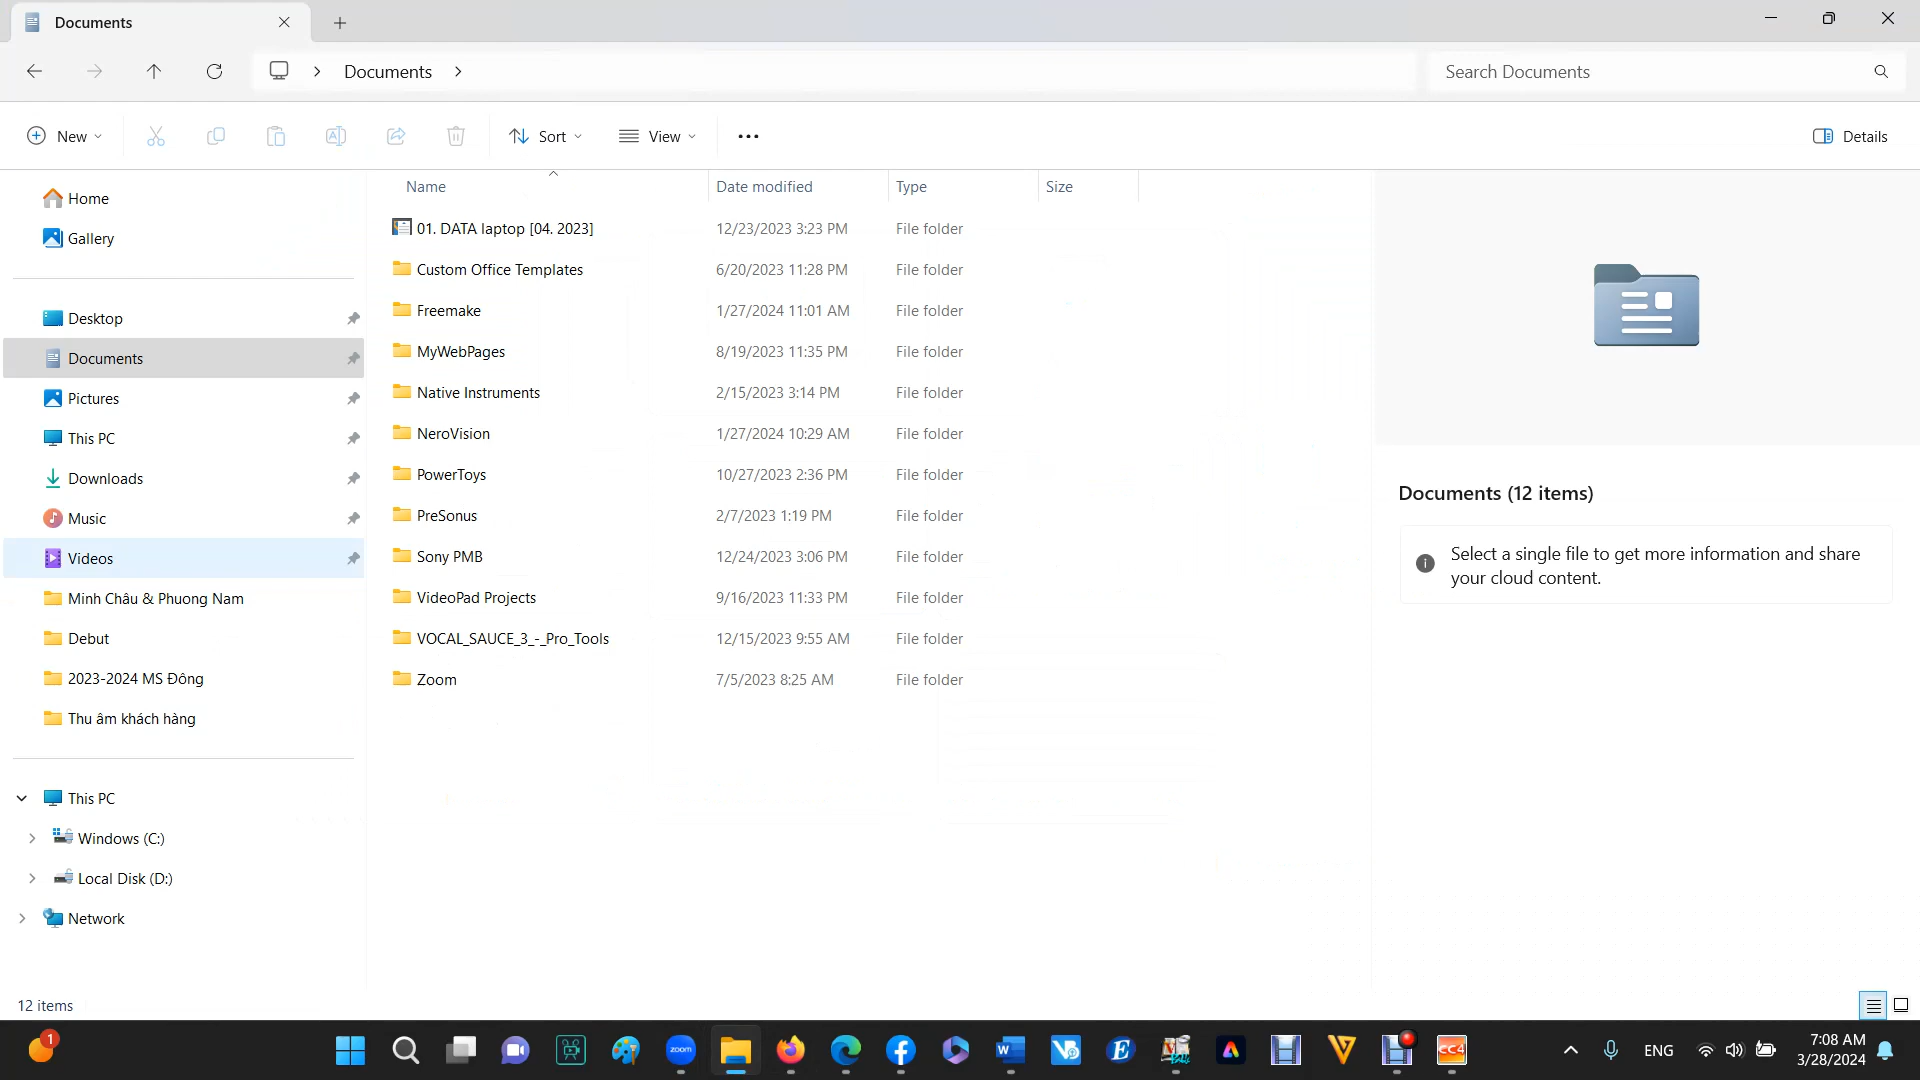 Documents
Documents
Search Documents
New
Sort
View
Details
Home
Gallery
Desktop
Documents
Pictures
This PC
Downloads
Music
Videos
Minh Châu & Phuong Nam
Debut
2023-2024 MS Đông
Thu âm khách hàng
This PC
Windows (C:)
Local Disk (D:)
Network
Name Date modified Type Size
01. DATA laptop [04. 2023] 12/23/2023 3:23 PM File folder
Custom Office Templates 6/20/2023 11:28 PM File folder
Freemake 1/27/2024 11:01 AM File folder
MyWebPages 8/19/2023 11:35 PM File folder
Native Instruments 2/15/2023 3:14 PM File folder
NeroVision 1/27/2024 10:29 AM File folder
PowerToys 10/27/2023 2:36 PM File folder
PreSonus 2/7/2023 1:19 PM File folder
Sony PMB 12/24/2023 3:06 PM File folder
VideoPad Projects 9/16/2023 11:33 PM File folder
VOCAL_SAUCE_3_-_Pro_Tools 12/15/2023 9:55 AM File folder
Zoom 7/5/2023 8:25 AM File folder
Documents (12 items)
Select a single file to get more information and share
your cloud content.
12 items
1
zoom
CC4
ENG
7:08 AM
3/28/2024